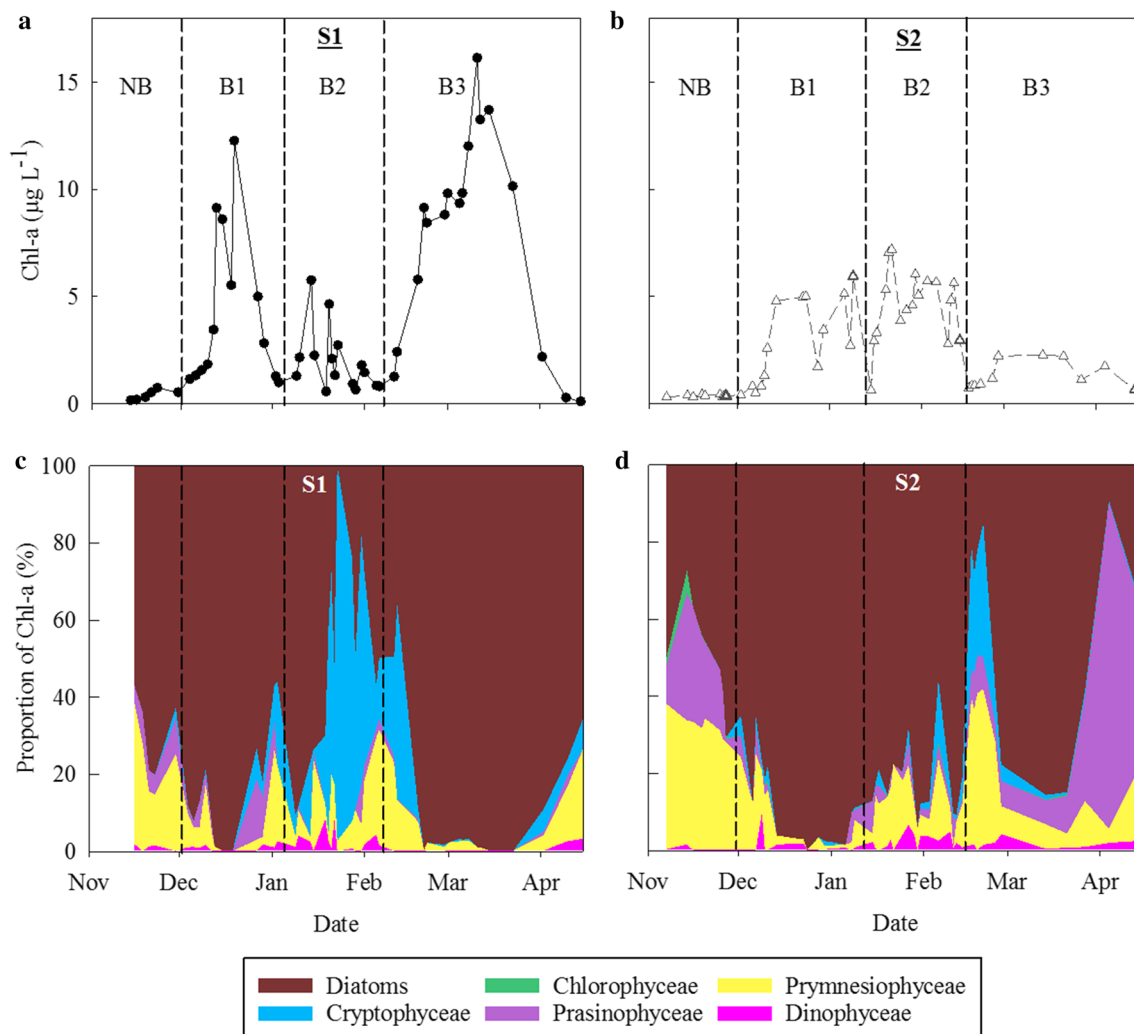 a
S1
NB B1 B2 B3
15
10
5
0
Chl-a (µg L⁻¹)
b
S2
NB B1 B2 B3
c
S1
100
80
60
40
20
0
Proportion of Chl-a (%)
Nov Dec Jan Feb Mar Apr
Date
d
S2
Nov Dec Jan Feb Mar Apr
Date
Diatoms Chlorophyceae Prymnesiophyceae
Cryptophyceae Prasinophyceae Dinophyceae